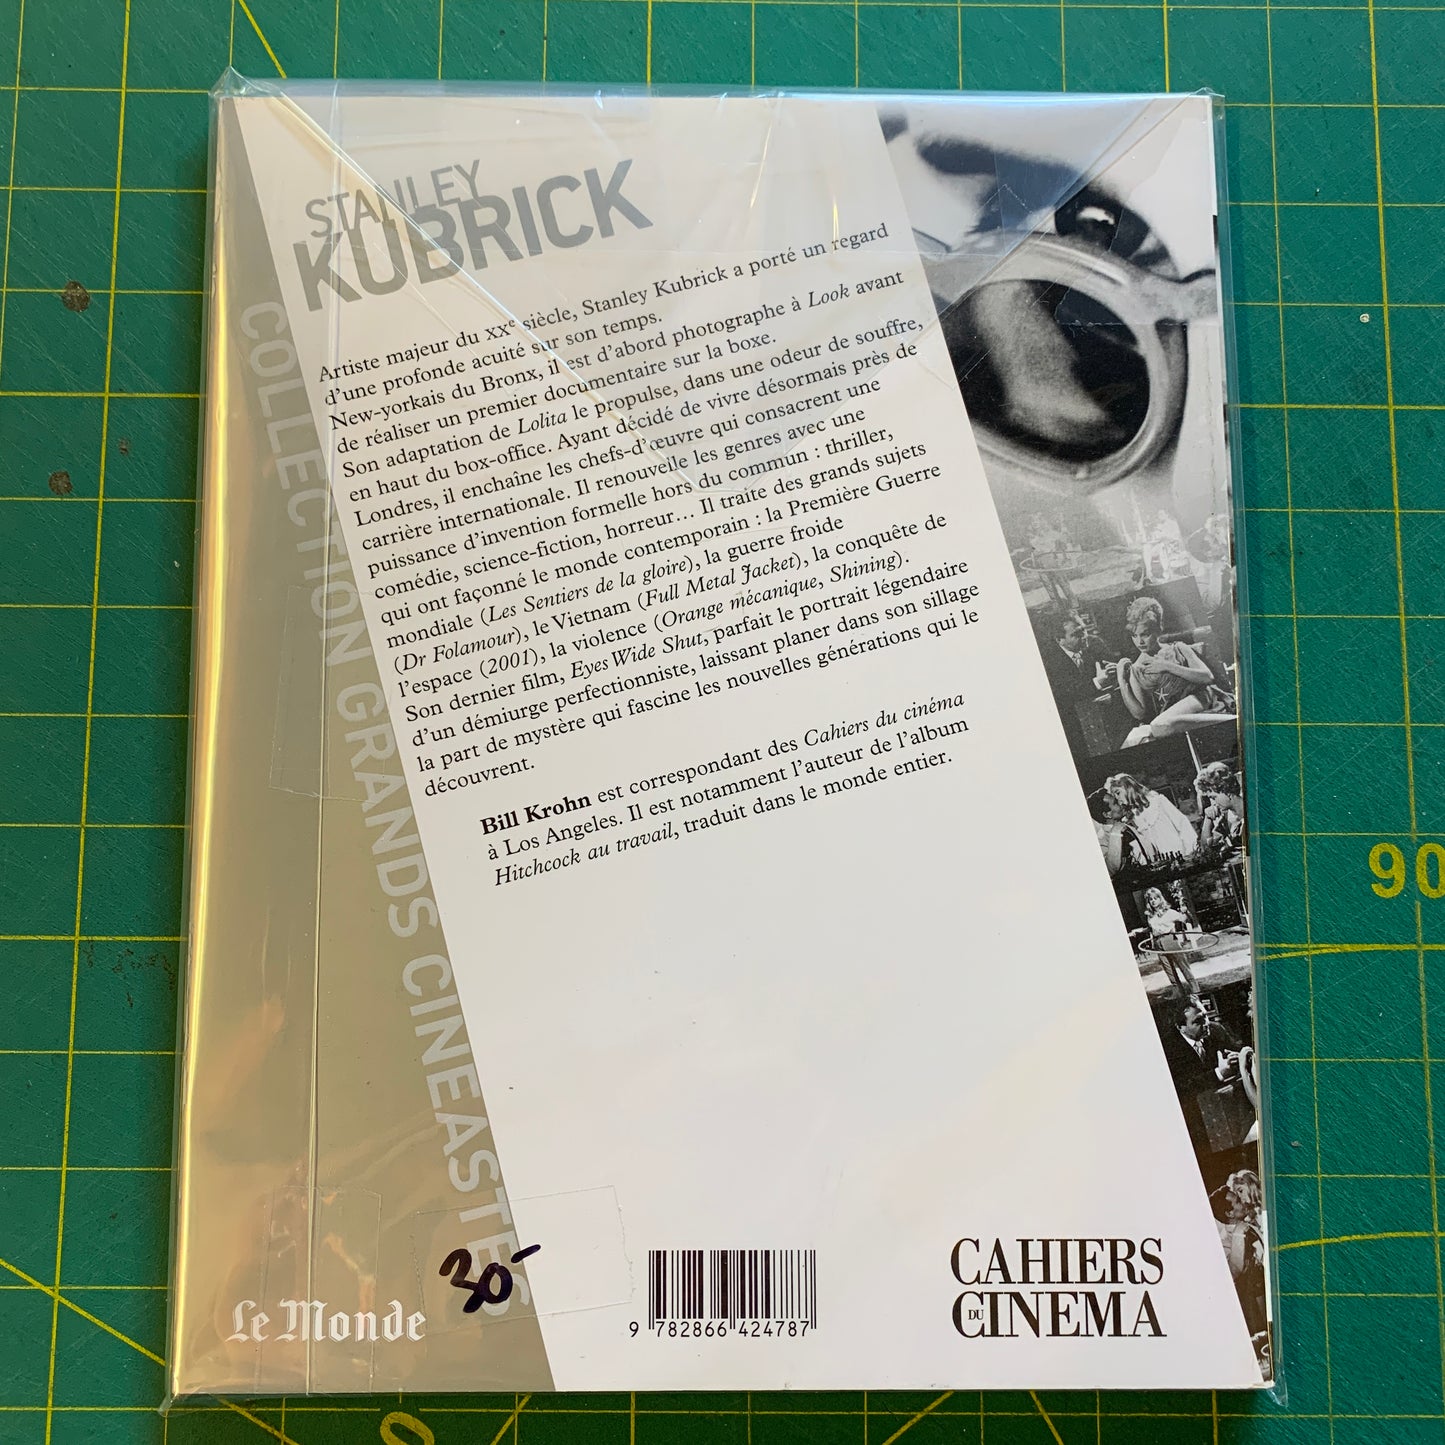 STANLEY
KUBRICK
Artiste majeur du XXe siècle, Stanley Kubrick a porté un regard
d'une profonde acuité sur son temps.
New-yorkais du Bronx, il est d'abord photographe à Look avant
de réaliser un premier documentaire sur la boxe.
Son adaptation de Lolita le propulse, dans une odeur de souffre,
en haut du box-office. Ayant décidé de vivre désormais près de
Londres, il enchaîne les chefs-d'œuvre qui consacrent une
carrière internationale. Il renouvelle les genres avec une
puissance d'invention formelle hors du commun : thriller,
comédie, science-fiction, horreur… Il traite des grands sujets
qui ont façonné le monde contemporain : la Première Guerre
mondiale (Les Sentiers de la gloire), la guerre froide
(Dr Folamour), le Vietnam (Full Metal Jacket), la conquête de
l'espace (2001), la violence (Orange mécanique, Shining).
Son dernier film, Eyes Wide Shut, parfait le portrait légendaire
d'un démiurge perfectionniste, laissant planer dans son sillage
la part de mystère qui fascine les nouvelles générations qui le
découvrent.
Bill Krohn est correspondant des Cahiers du cinéma
à Los Angeles. Il est notamment l'auteur de l'album
Hitchcock au travail, traduit dans le monde entier.
COLLECTION GRANDS CINEASTES
30-
Le Monde
9 782866 424787
CAHIERS
DU
CINEMA
90
0